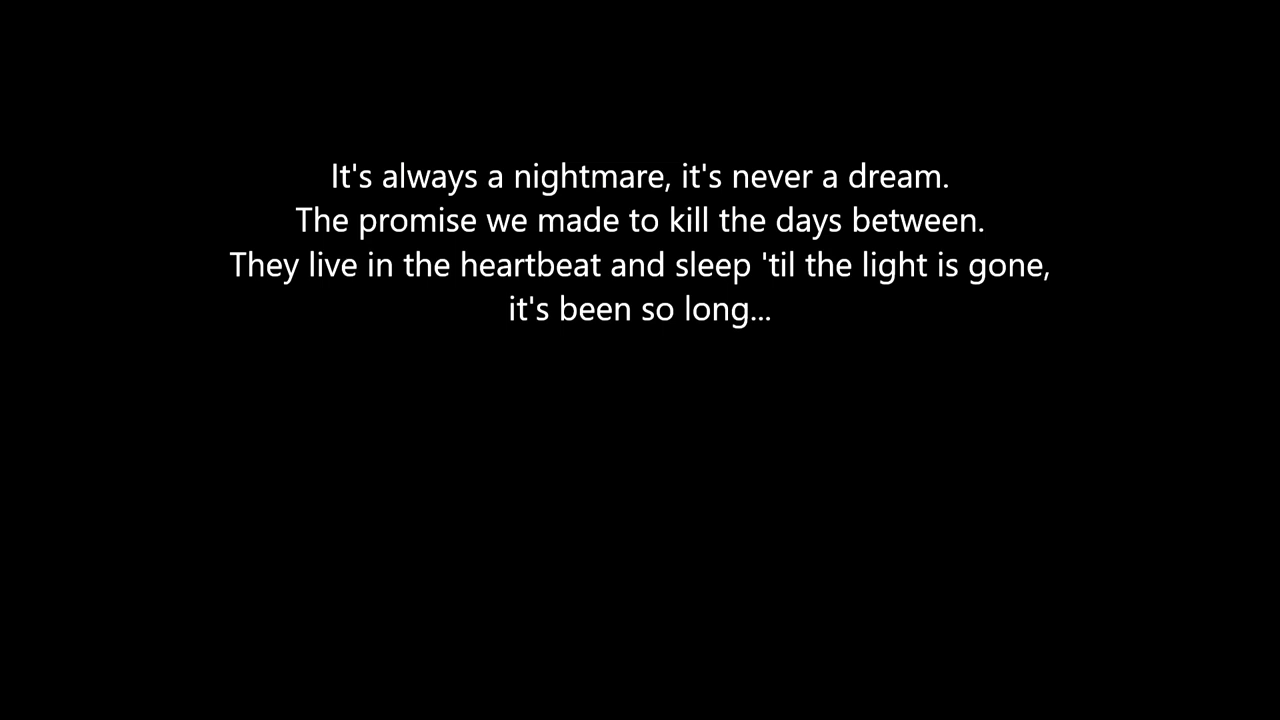 It's always a nightmare, it's never a dream.
The promise we made to kill the days between.
They live in the heartbeat and sleep 'til the light is gone,
it's been so long...